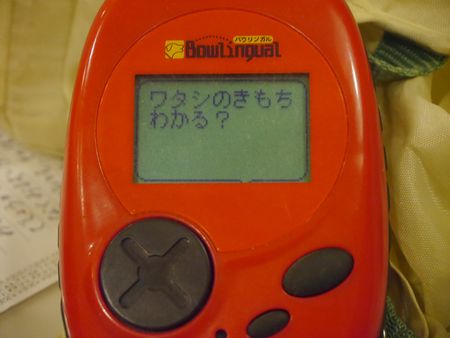 バウリンガル
Bowlingual
ワタシのきもち
わかる？